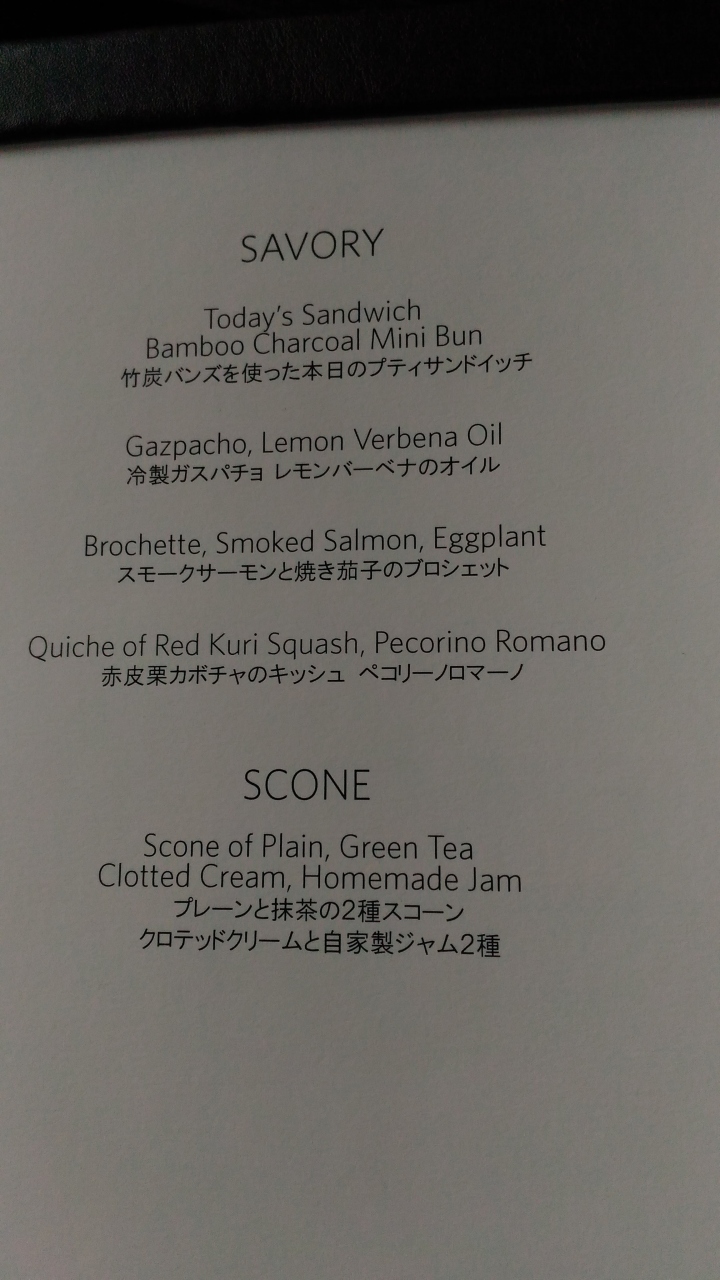 SAVORY
Today's Sandwich
Bamboo Charcoal Mini Bun
竹炭バンズを使った本日のプティサンドイッチ
Gazpacho, Lemon Verbena Oil
冷製ガスパチョ レモンバーベナのオイル
Brochette, Smoked Salmon, Eggplant
スモークサーモンと焼き茄子のブロシェット
Quiche of Red Kuri Squash, Pecorino Romano
赤皮栗カボチャのキッシュ ペコリーノロマーノ
SCONE
Scone of Plain, Green Tea
Clotted Cream, Homemade Jam
プレーンと抹茶の2種スコーン
クロテッドクリームと自家製ジャム2種